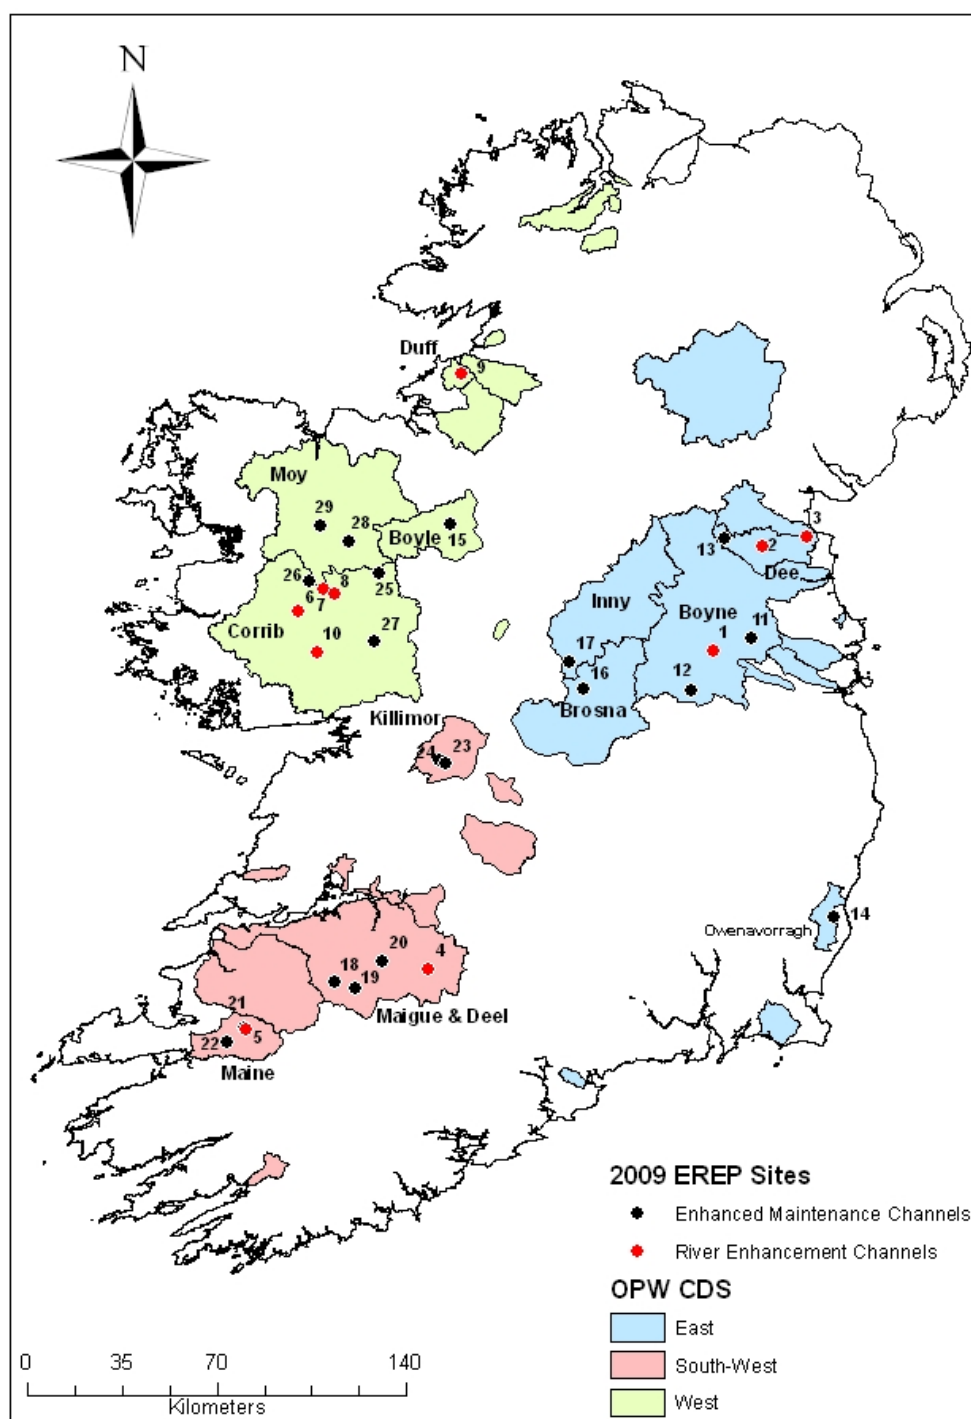 N
Duff
9
Moy
29
28
Boyle
15
26
8
25
6
7
Corrib
10
27
3
13
2
Dee
Inny
Boyne
11
1
17
16
12
Brosna
Killimor
24
23
14
Owenavorragh
20
4
18
19
21
Maigue & Deel
22
5
Maine
2009 EREP Sites
Enhanced Maintenance Channels
River Enhancement Channels
OPW CDS
East
South-West
West
0 35 70 140
Kilometers